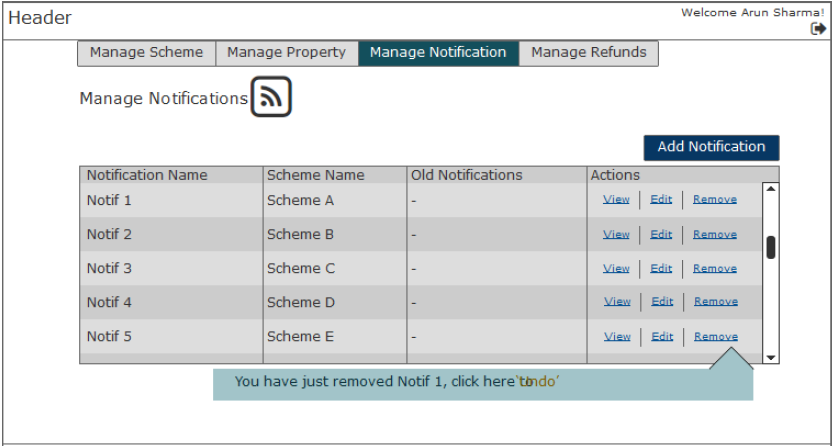 Header
Welcome Arun Sharma!
Manage Scheme Manage Property Manage Notification Manage Refunds
Manage Notifications
Add Notification
Notification Name Scheme Name Old Notifications Actions
Notif 1 Scheme A - View Edit Remove
Notif 2 Scheme B - View Edit Remove
Notif 3 Scheme C - View Edit Remove
Notif 4 Scheme D - View Edit Remove
Notif 5 Scheme E - View Edit Remove
You have just removed Notif 1, click here to 'Undo'